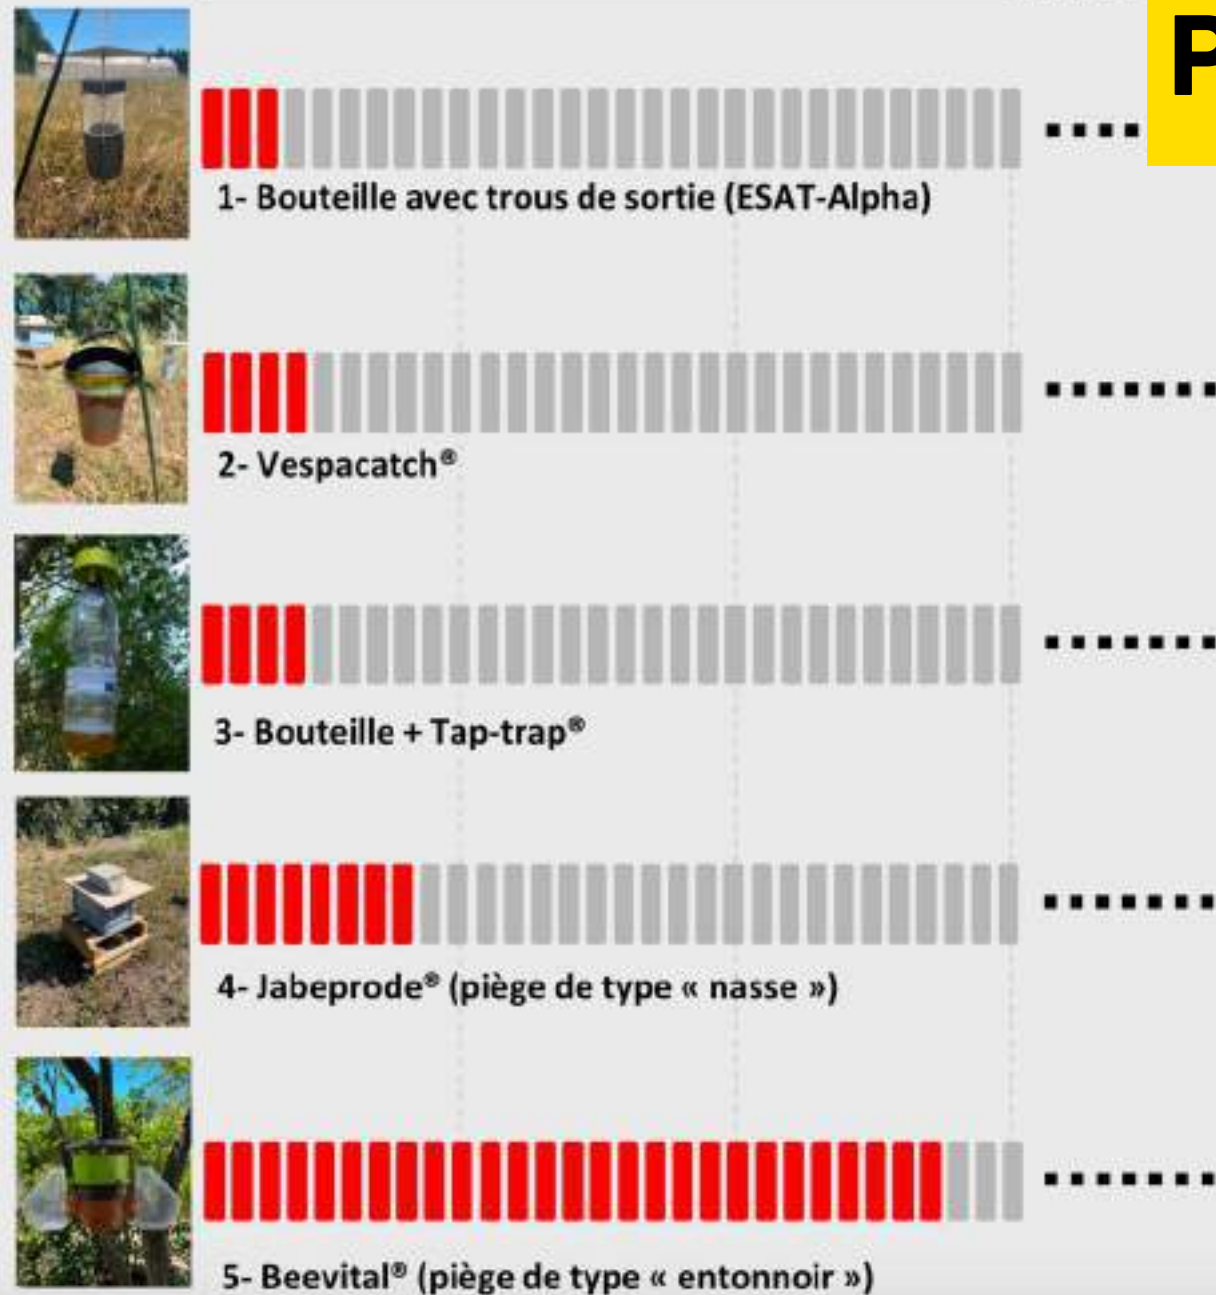 P
1- Bouteille avec trous de sortie (ESAT-Alpha)
2- Vespacatch®
3- Bouteille + Tap-trap®
4- Jabeprode® (piège de type « nasse »)
5- Beevital® (piège de type « entonnoir »)